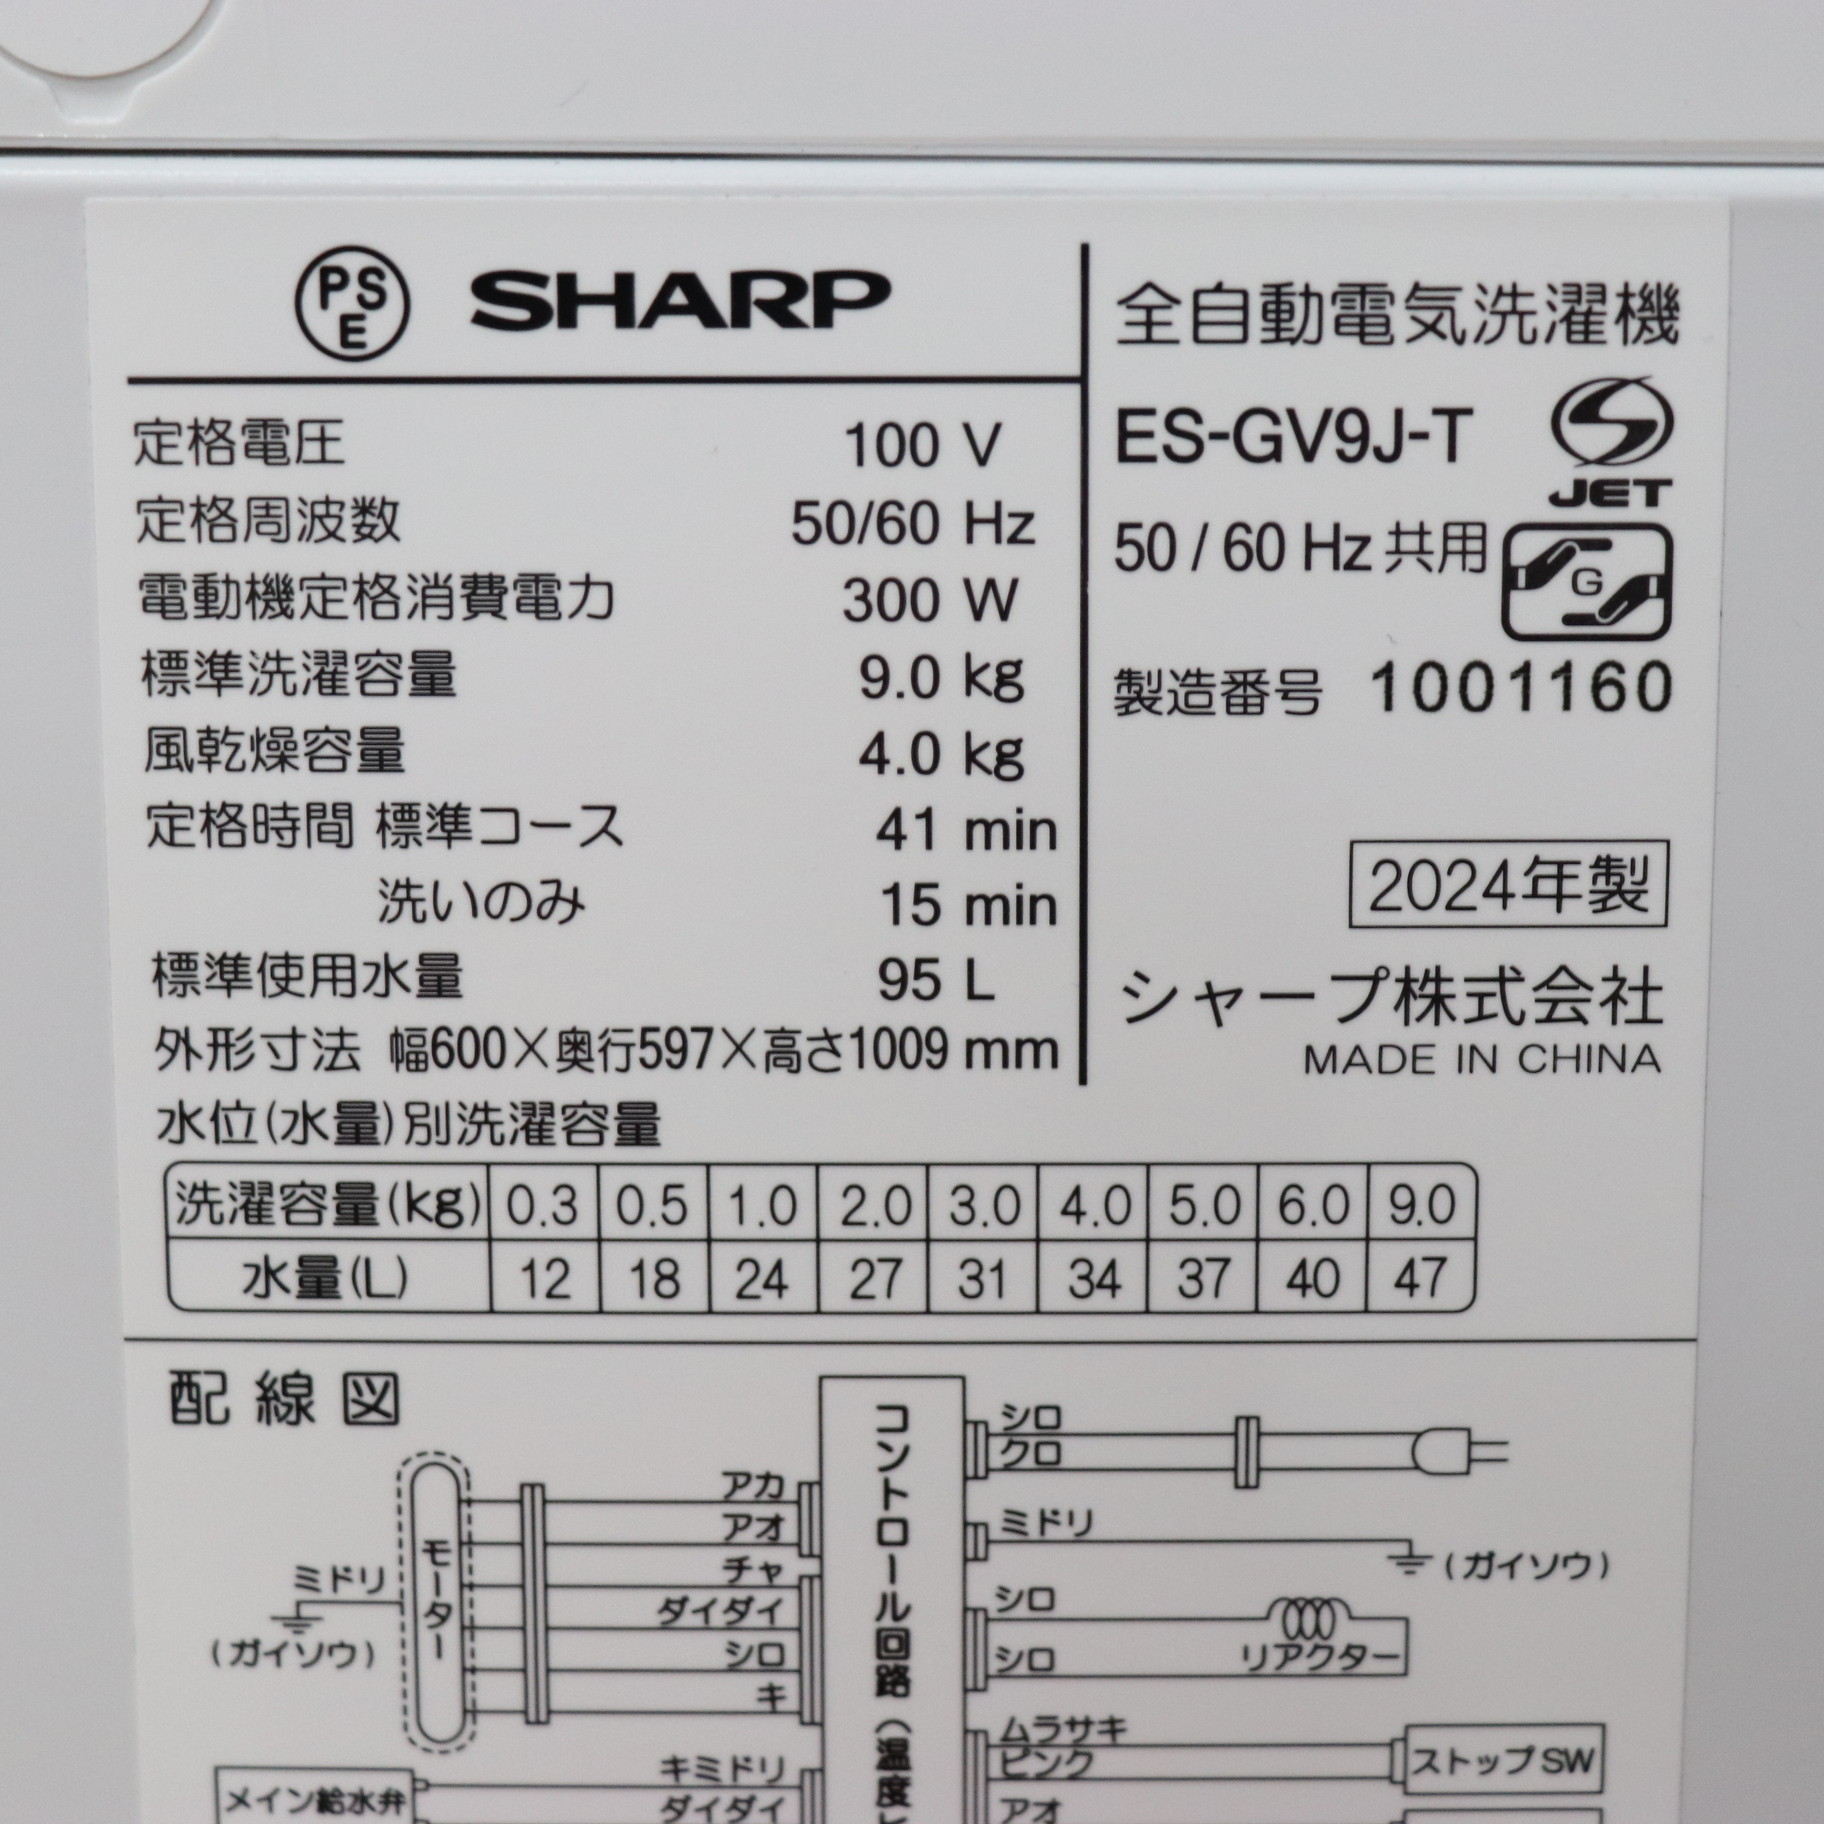 PSE SHARP
定格電圧 100 V
定格周波数 50/60 Hz
電動機定格消費電力 300 W
標準洗濯容量 9.0 kg
風乾燥容量 4.0 kg
定格時間 標準コース 41 min
洗いのみ 15 min
標準使用水量 95 L
外形寸法 幅600×奥行597×高さ1009 mm
全自動電気洗濯機
ES-GV9J-T
JET
50 / 60 Hz 共用
G
製造番号 1001160
2024年製
シャープ株式会社
MADE IN CHINA
水位(水量)別洗濯容量
洗濯容量(kg) 0.3 0.5 1.0 2.0 3.0 4.0 5.0 6.0 9.0
水量(L) 12 18 24 27 31 34 37 40 47
配線図
モーター
ミドリ
(ガイソウ)
アカ
アオ
チャ
ダイダイ
シロ
キ
キミドリ
ダイダイ
メイン給水弁
コントロール回路(温度ヒ
シロ
クロ
ミドリ
(ガイソウ)
シロ
リアクター
シロ
ムラサキ
ピンク
ストップSW
アオ